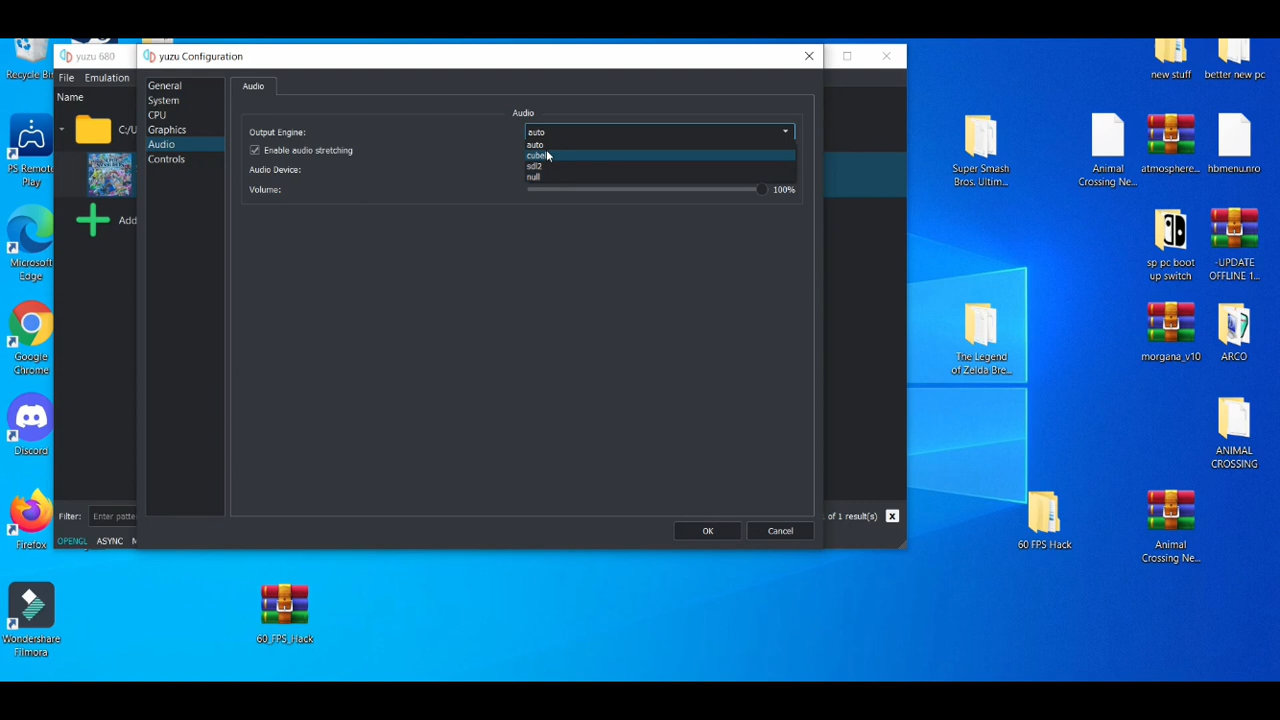 Recycle Bin
yuzu 680
yuzu Configuration
new stuff
better new pc
File
Emulation
Name
General
System
CPU
Graphics
Audio
Controls
Audio
Audio
Output Engine:
auto
auto
cubeb
sdl2
null
Enable audio stretching
Audio Device:
Volume:
100%
C:/U
Add
PS Remote
Play
Microsoft
Edge
Google
Chrome
Discord
Firefox
Wondershare
Filmora
Super Smash
Bros. Ultim...
Animal
Crossing Ne...
atmosphere...
hbmenu.nro
sp pc boot
up switch
-UPDATE
OFFLINE 1...
The Legend
of Zelda Bre...
morgana_v10
ARCO
ANIMAL
CROSSING
60 FPS Hack
Animal
Crossing Ne...
Filter:
Enter patte
of 1 result(s)
X
OPENGL
ASYNC
OK
Cancel
60_FPS_Hack